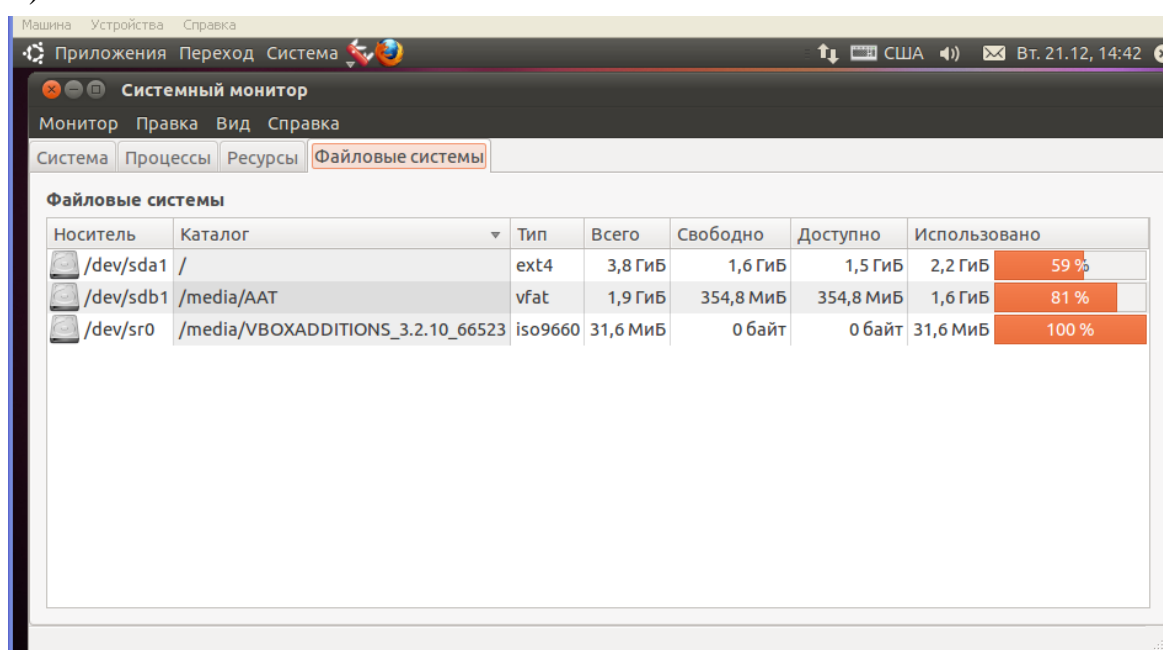 Машина Устройства Справка
Приложения Переход Система США Вт. 21.12, 14:42
Системный монитор
Монитор Правка Вид Справка
Система Процессы Ресурсы Файловые системы
Файловые системы
Носитель Каталог Тип Всего Свободно Доступно Использовано
/dev/sda1 / ext4 3,8 ГиБ 1,6 ГиБ 1,5 ГиБ 2,2 ГиБ 59 %
/dev/sdb1 /media/AAT vfat 1,9 ГиБ 354,8 МиБ 354,8 МиБ 1,6 ГиБ 81 %
/dev/sr0 /media/VBOXADDITIONS_3.2.10_66523 iso9660 31,6 МиБ 0 байт 0 байт 31,6 МиБ 100 %